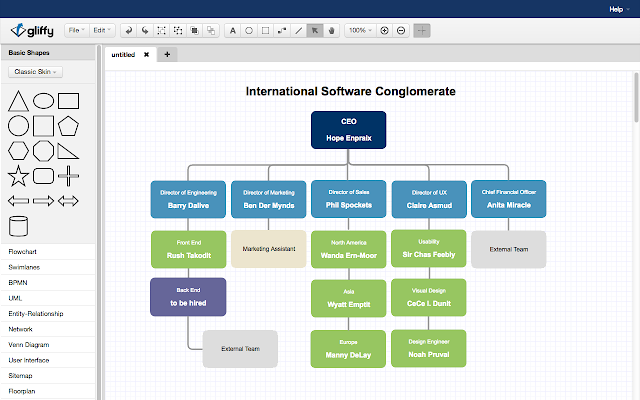 Help
gliffy
File
Edit
A
100%
Basic Shapes
untitled
Classic Skin
International Software Conglomerate
CEO
Hope Enpraix
Director of Engineering
Barry Dalive
Director of Marketing
Ben Der Mynds
Director of Sales
Phil Spockets
Director of UX
Claire Asmud
Chief Financial Officer
Anita Miracle
Front End
Rush Takodit
Marketing Assistant
North America
Wanda Ern-Moor
Usability
Sir Chas Feebly
External Team
Back End
to be hired
Asia
Wyatt Emptit
Visual Design
CeCe I. Dunit
External Team
Europe
Manny DeLay
Design Engineer
Noah Pruval
Flowchart
Swimlanes
BPMN
UML
Entity-Relationship
Network
Venn Diagram
User Interface
Sitemap
Floorplan